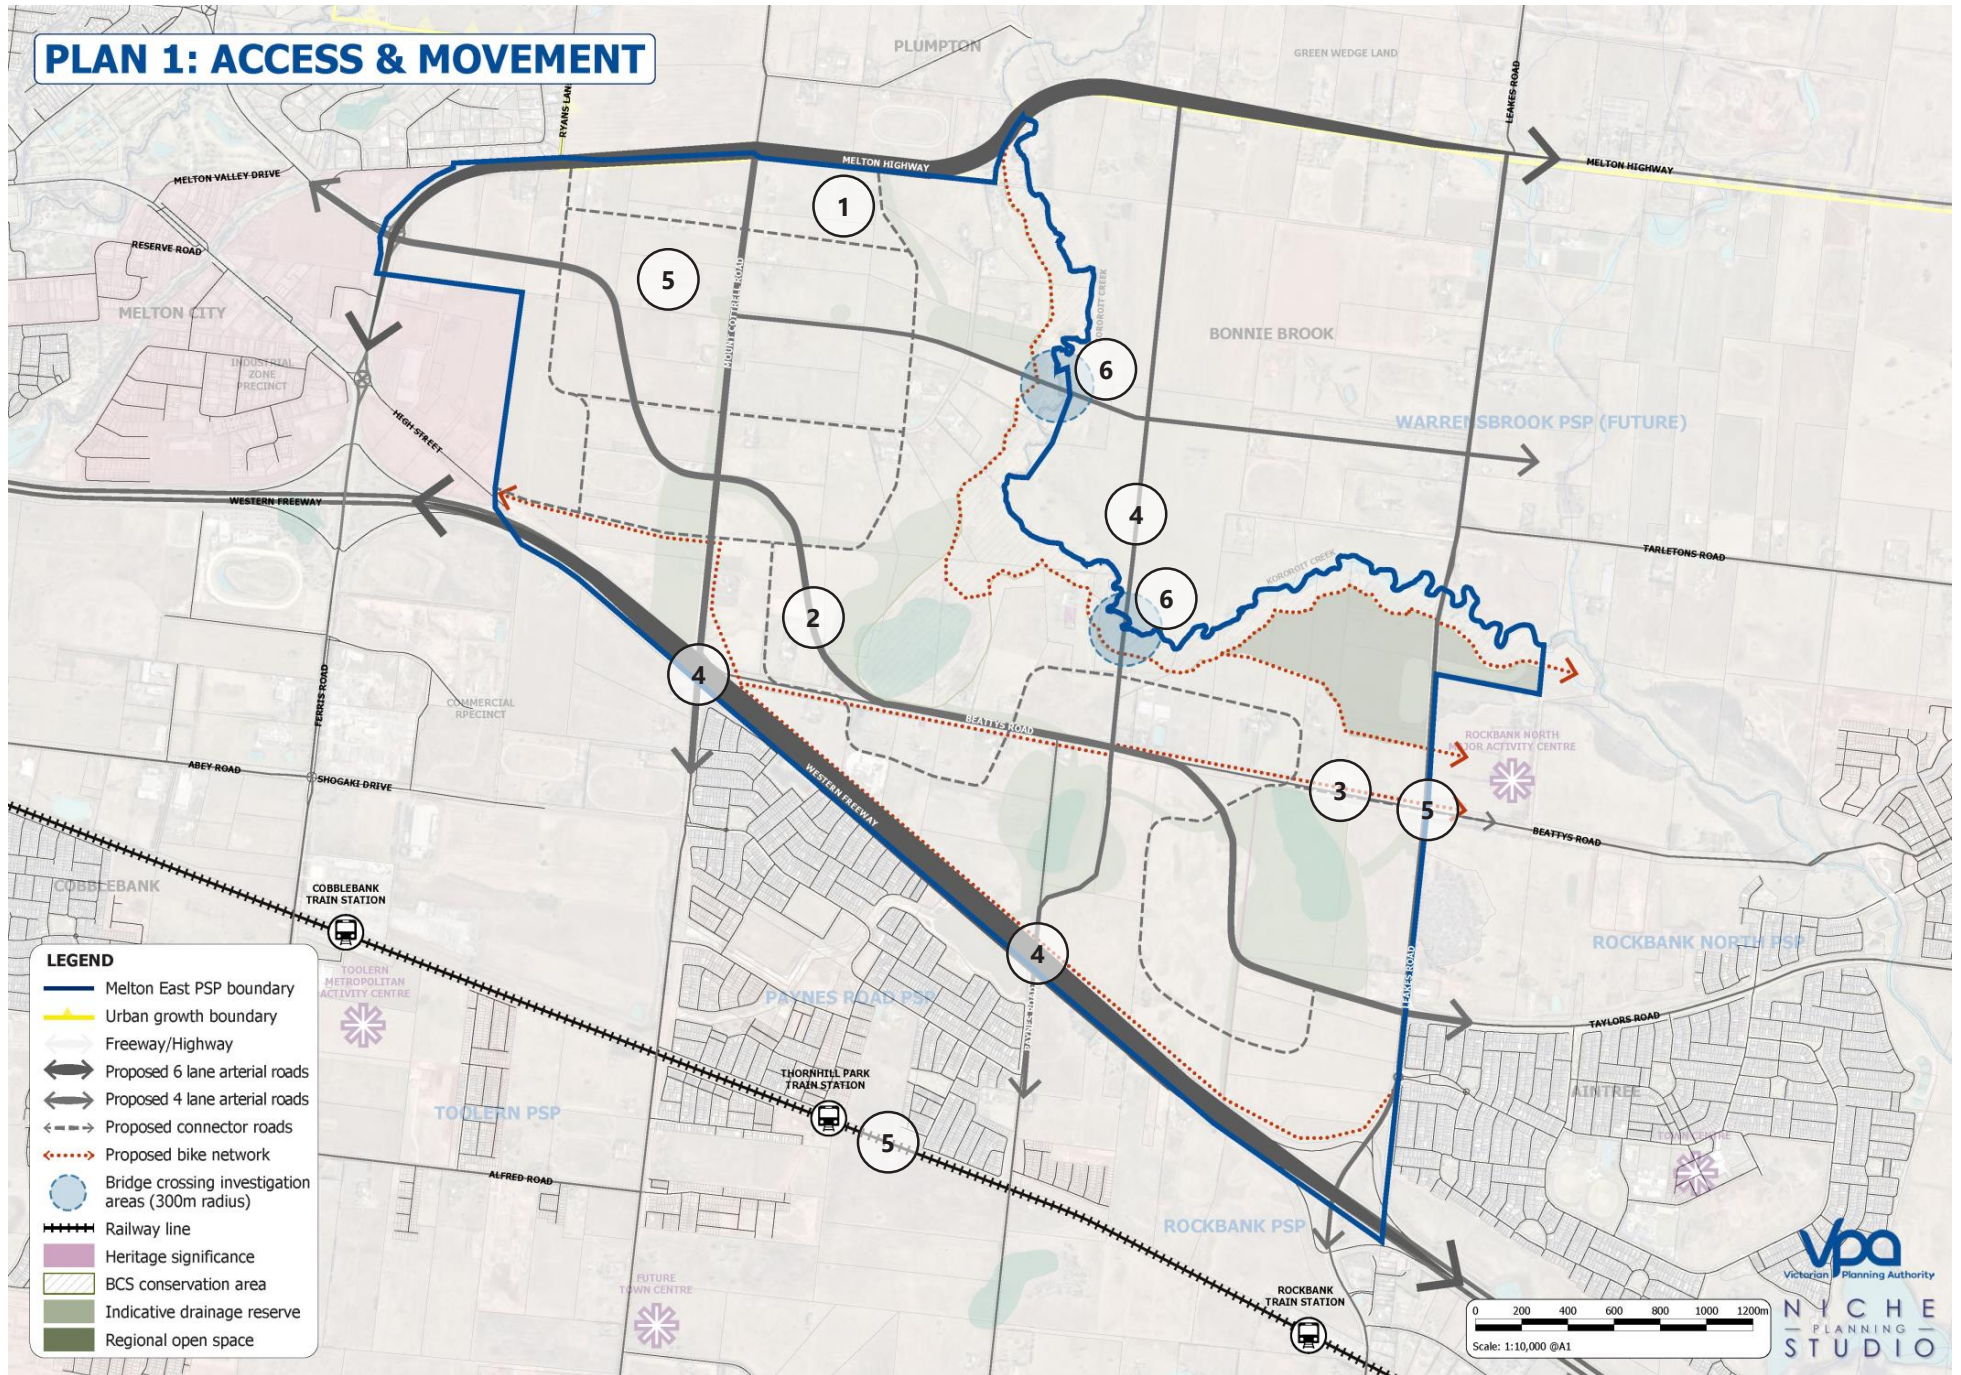 PLAN 1: ACCESS & MOVEMENT
PLUMPTON
GREEN WEDGE LAND
LEAKES ROAD
RYANS LAN
MELTON HIGHWAY
MELTON HIGHWAY
MELTON VALLEY DRIVE
1
RESERVE ROAD
5
MOUNT COTTRELL ROAD
OROROIT CREEK
MELTON CITY
BONNIE BROOK
INDUSTRIAL
ZONE
PRECINCT
6
HIGH STREET
WARRENSBROOK PSP (FUTURE)
WESTERN FREEWAY
4
TARLETONS ROAD
KOROROIT CREEK
6
2
4
FERRIS ROAD
COMMERCIAL
RPECINCT
BEATTYS ROAD
ROCKBANK NORTH
MAJOR ACTIVITY CENTRE
ABEY ROAD
SHOGAKI DRIVE
WESTERN FREEWAY
3
5
BEATTYS ROAD
COBBLEBANK
COBBLEBANK
TRAIN STATION
4
ROCKBANK NORTH PSP
TOOLERN
METROPOLITAN
ACTIVITY CENTRE
PAYNES ROAD PSP
PAYNES ROAD
LEAKES ROAD
TAYLORS ROAD
THORNHILL PARK
TRAIN STATION
AINTREE
TOOLERN PSP
5
TOWN CENTRE
ALFRED ROAD
ROCKBANK PSP
FUTURE
TOWN CENTRE
ROCKBANK
TRAIN STATION
LEGEND
Melton East PSP boundary
Urban growth boundary
Freeway/Highway
Proposed 6 lane arterial roads
Proposed 4 lane arterial roads
Proposed connector roads
Proposed bike network
Bridge crossing investigation
areas (300m radius)
Railway line
Heritage significance
BCS conservation area
Indicative drainage reserve
Regional open space
0 200 400 600 800 1000 1200m
Scale: 1:10,000 @A1
vpa
Victorian Planning Authority
NICHE
PLANNING
STUDIO